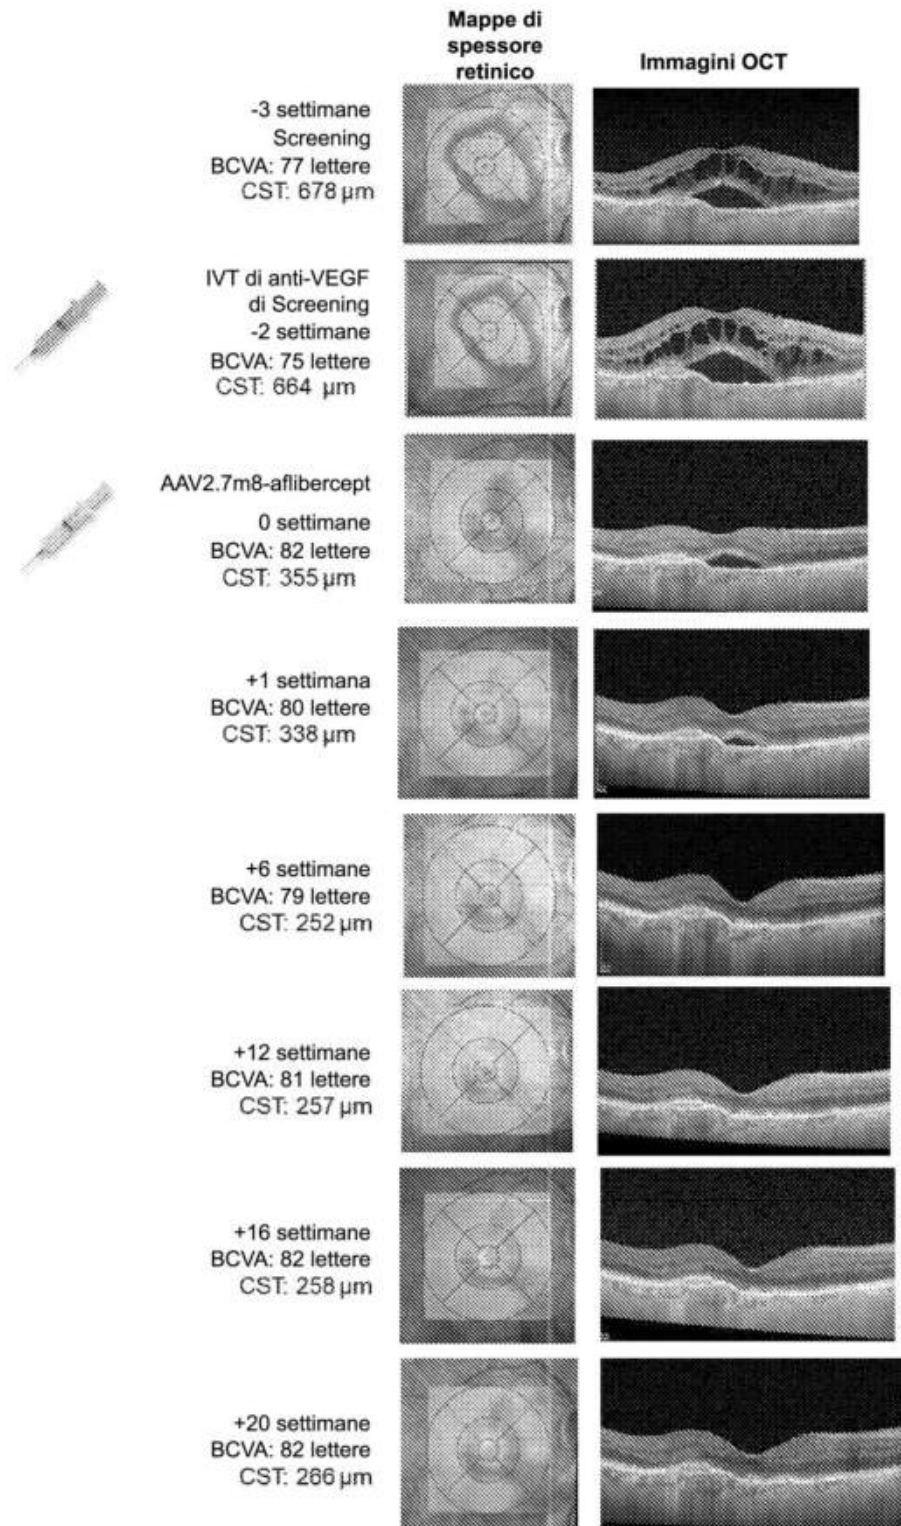 Mappe di
spessore
retinico
Immagini OCT
-3 settimane
Screening
BCVA: 77 lettere
CST: 678 µm
IVT di anti-VEGF
di Screening
-2 settimane
BCVA: 75 lettere
CST: 664 µm
AAV2.7m8-aflibercept
0 settimane
BCVA: 82 lettere
CST: 355 µm
+1 settimana
BCVA: 80 lettere
CST: 338 µm
+6 settimane
BCVA: 79 lettere
CST: 252 µm
+12 settimane
BCVA: 81 lettere
CST: 257 µm
+16 settimane
BCVA: 82 lettere
CST: 258 µm
+20 settimane
BCVA: 82 lettere
CST: 266 µm